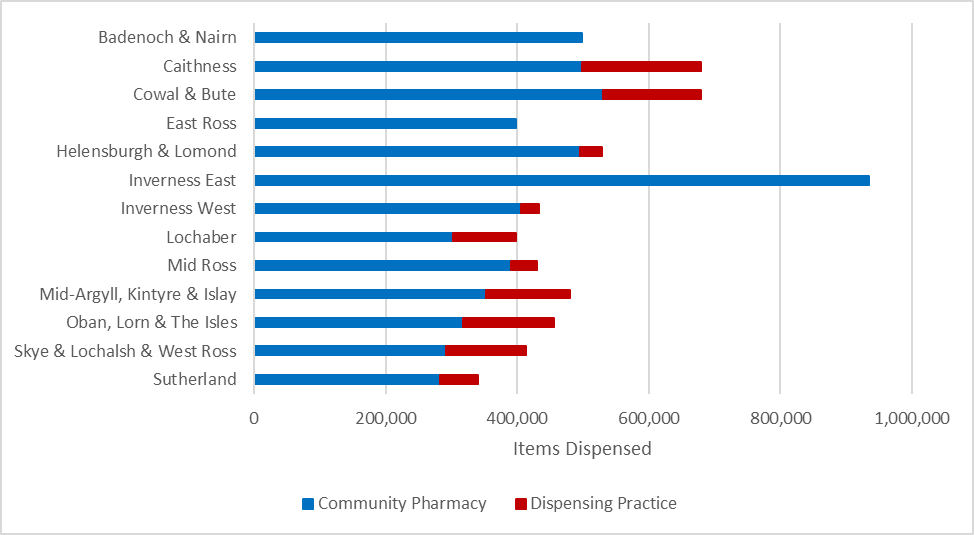 Badenoch & Nairn
Caithness
Cowal & Bute
East Ross
Helensburgh & Lomond
Inverness East
Inverness West
Lochaber
Mid Ross
Mid-Argyll, Kintyre & Islay
Oban, Lorn & The Isles
Skye & Lochalsh & West Ross
Sutherland
0 200,000 400,000 600,000 800,000 1,000,000
Items Dispensed
Community Pharmacy Dispensing Practice